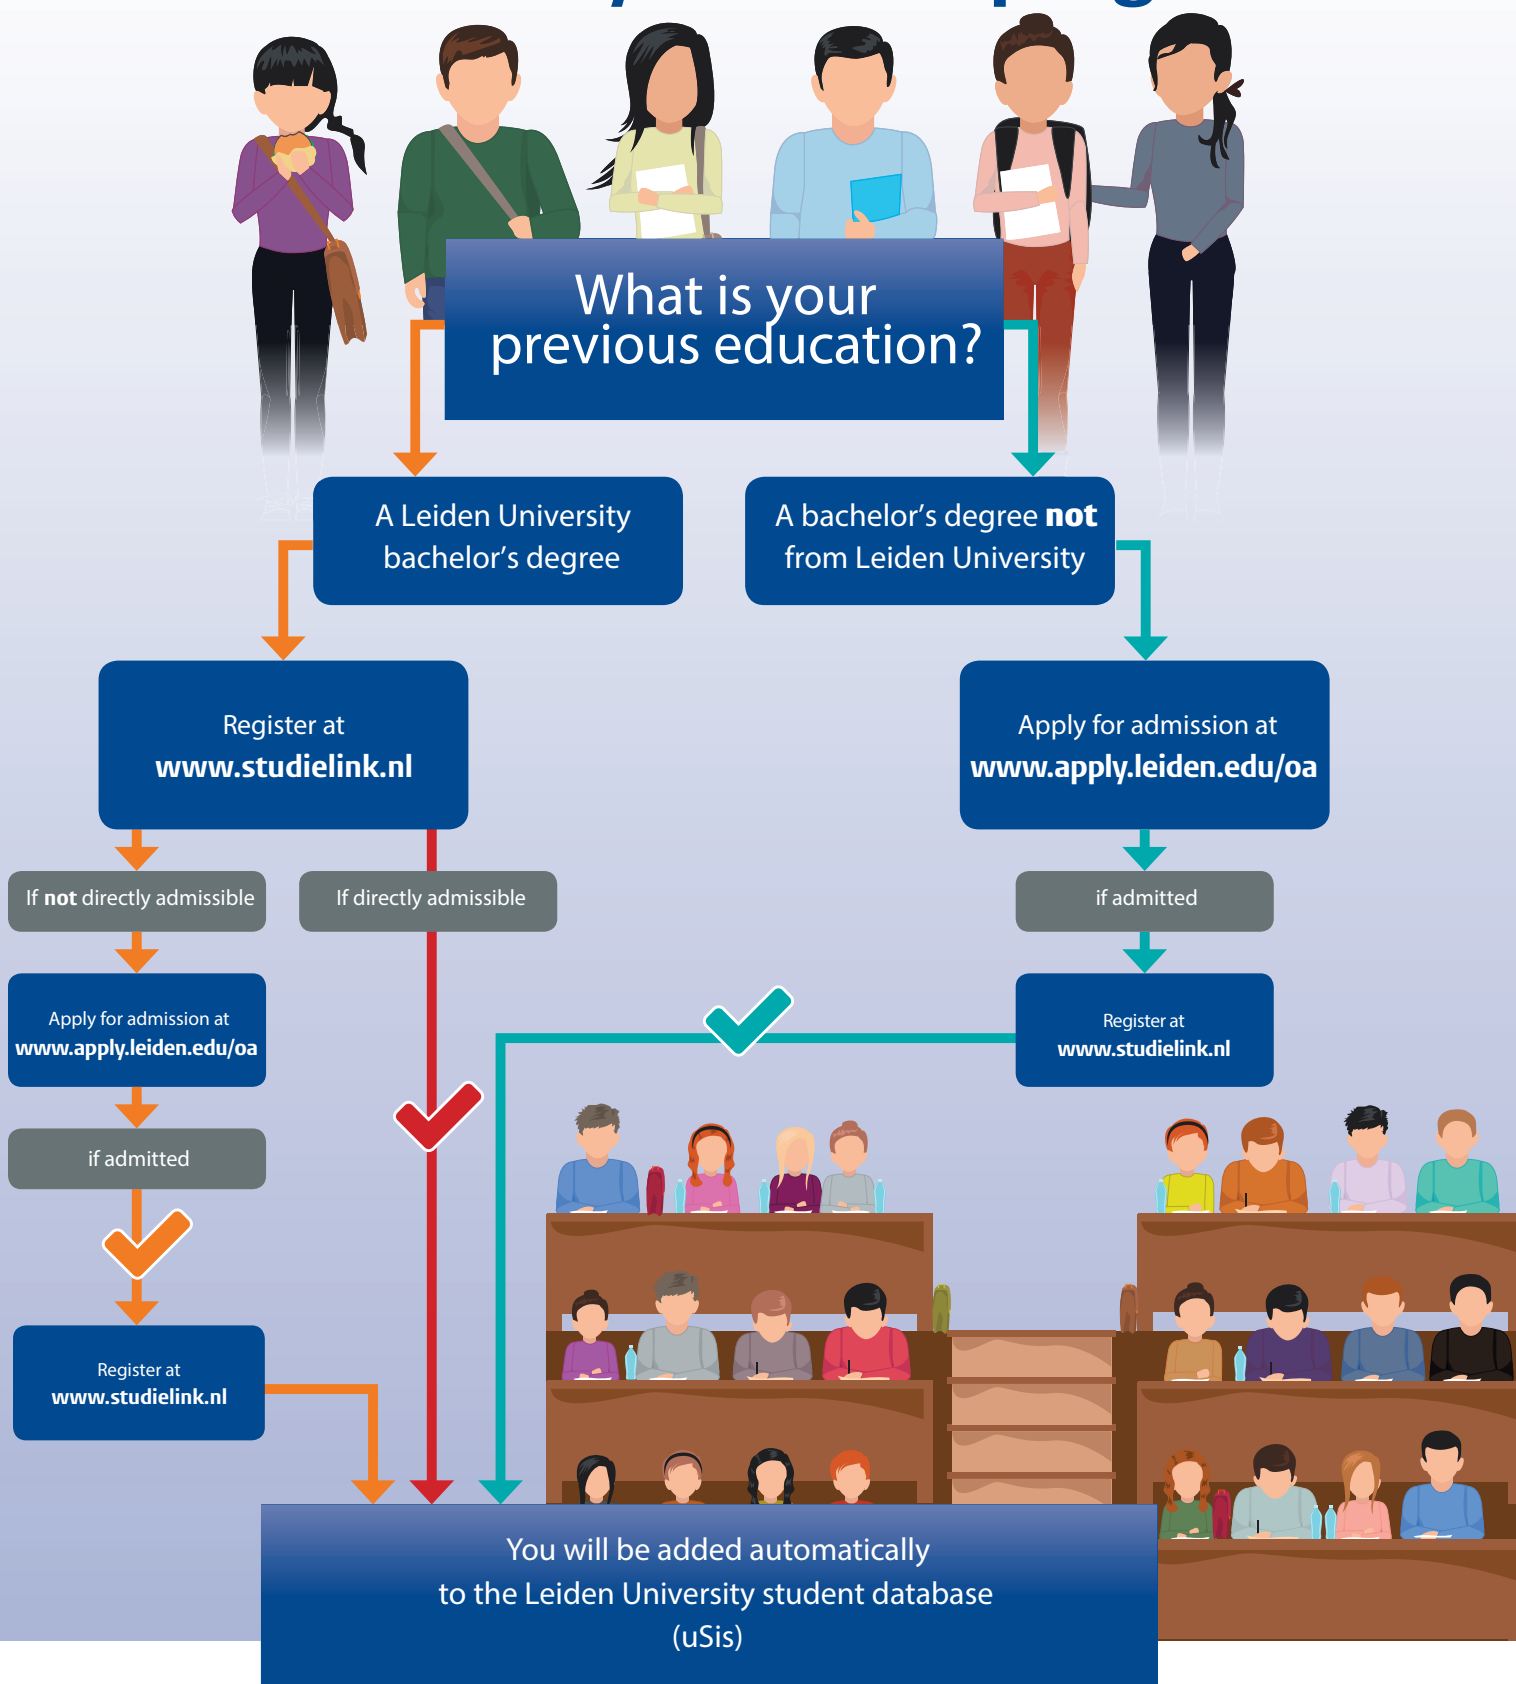 What is your
previous education?
A Leiden University
bachelor's degree
A bachelor's degree not
from Leiden University
Register at
www.studielink.nl
Apply for admission at
www.apply.leiden.edu/oa
If not directly admissible
If directly admissible
if admitted
Apply for admission at
www.apply.leiden.edu/oa
Register at
www.studielink.nl
if admitted
Register at
www.studielink.nl
You will be added automatically
to the Leiden University student database
(uSis)